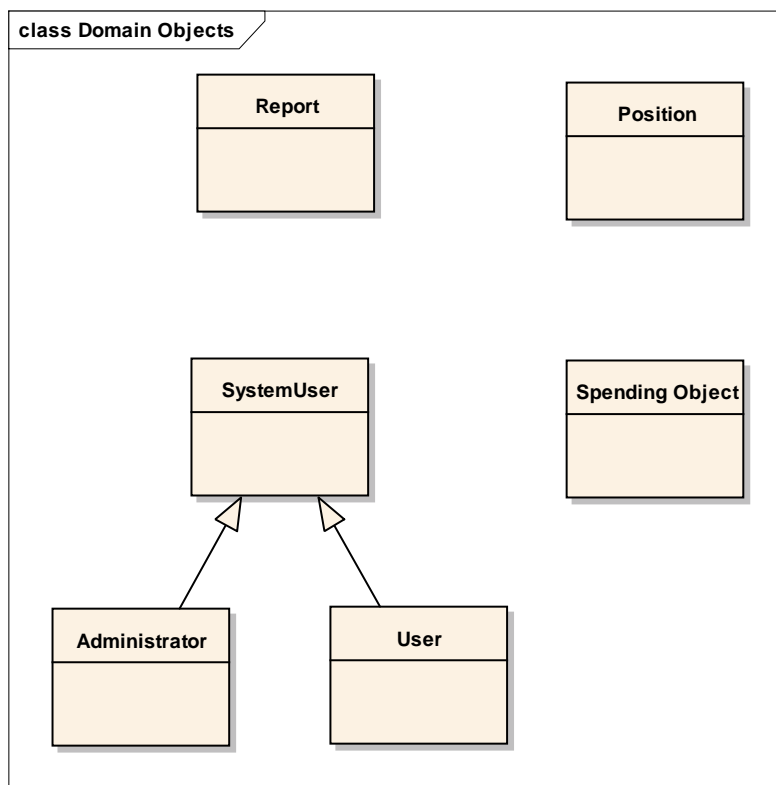 class Domain Objects
Report
Position
SystemUser
Spending Object
Administrator
User